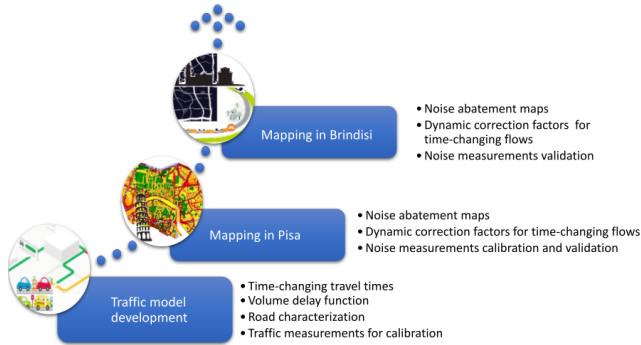 Mapping in Brindisi
• Noise abatement maps
• Dynamic correction factors for
time-changing flows
• Noise measurements validation
Mapping in Pisa
• Noise abatement maps
• Dynamic correction factors for time-changing flows
• Noise measurements calibration and validation
Traffic model
development
• Time-changing travel times
• Volume delay function
• Road characterization
• Traffic measurements for calibration